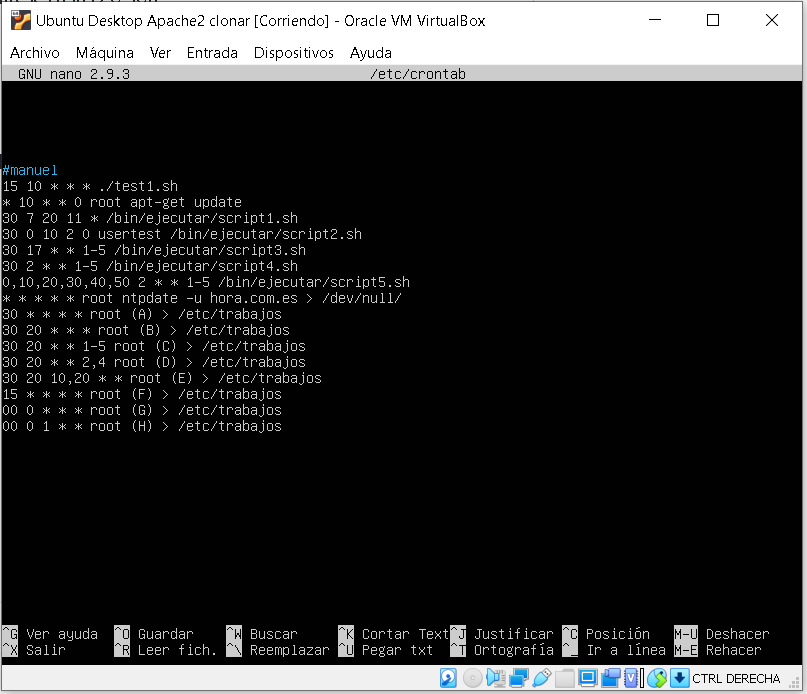 Ubuntu Desktop Apache2 clonar [Corriendo] - Oracle VM VirtualBox
Archivo Máquina Ver Entrada Dispositivos Ayuda
GNU nano 2.9.3 /etc/crontab
#manuel
15 10 * * * ./test1.sh
* 10 * * 0 root apt-get update
30 7 20 11 * /bin/ejecutar/script1.sh
30 0 10 2 0 usertest /bin/ejecutar/script2.sh
30 17 * * 1-5 /bin/ejecutar/script3.sh
30 2 * * 1-5 /bin/ejecutar/script4.sh
0,10,20,30,40,50 2 * * 1-5 /bin/ejecutar/script5.sh
* * * * * root ntpdate -u hora.com.es > /dev/null/
30 * * * * root (A) > /etc/trabajos
30 20 * * * root (B) > /etc/trabajos
30 20 * * 1-5 root (C) > /etc/trabajos
30 20 * * 2,4 root (D) > /etc/trabajos
30 20 10,20 * * root (E) > /etc/trabajos
15 * * * * root (F) > /etc/trabajos
00 0 * * * root (G) > /etc/trabajos
00 0 1 * * root (H) > /etc/trabajos
^G Ver ayuda ^O Guardar ^W Buscar ^K Cortar Text ^J Justificar ^C Posición M-U Deshacer
^X Salir ^R Leer fich. ^\ Reemplazar ^U Pegar txt ^T Ortografía ^_ Ir a línea M-E Rehacer
CTRL DERECHA